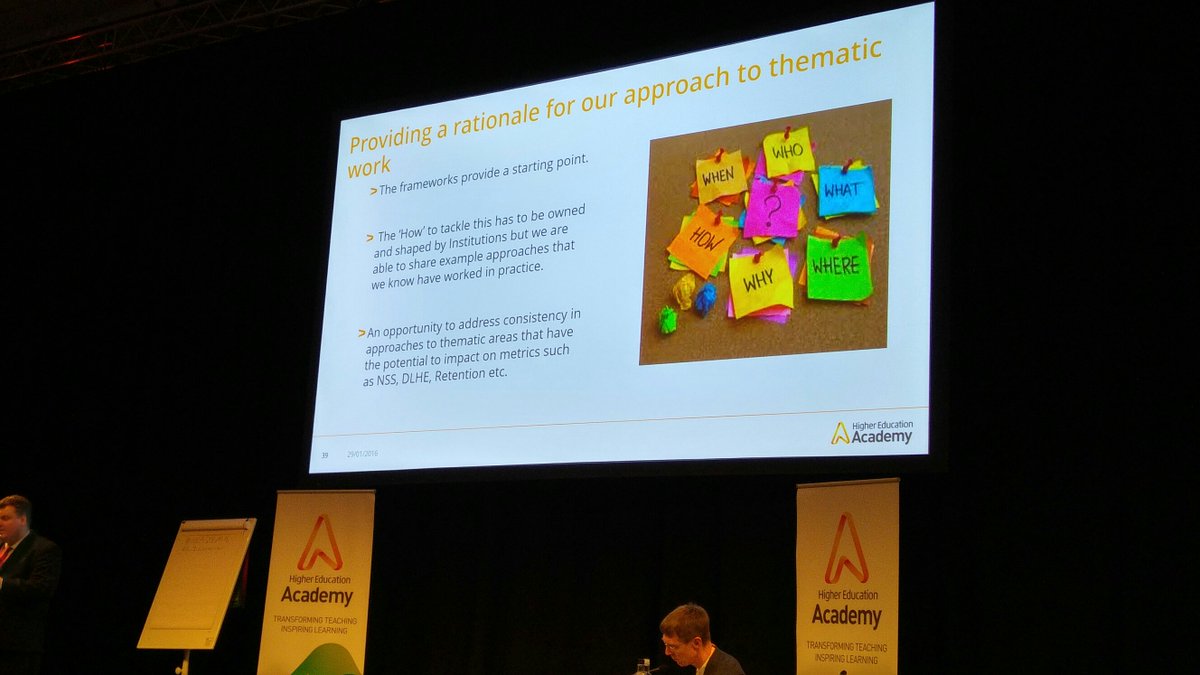 Providing a rationale for our approach to thematic
work
> The frameworks provide a starting point.
> The ‘How’ to tackle this has to be owned
and shaped by Institutions but we are
able to share example approaches that
we know have worked in practice.
> An opportunity to address consistency in
approaches to thematic areas that have
the potential to impact on metrics such
as NSS, DLHE, Retention etc.
WHO
WHEN
WHAT
?
HOW
WHY
WHERE
39
29/01/2016
Higher Education
Academy
Higher Education
Academy
TRANSFORMING TEACHING
INSPIRING LEARNING
Higher Education
Academy
TRANSFORMING TEACHING
INSPIRING LEARNING